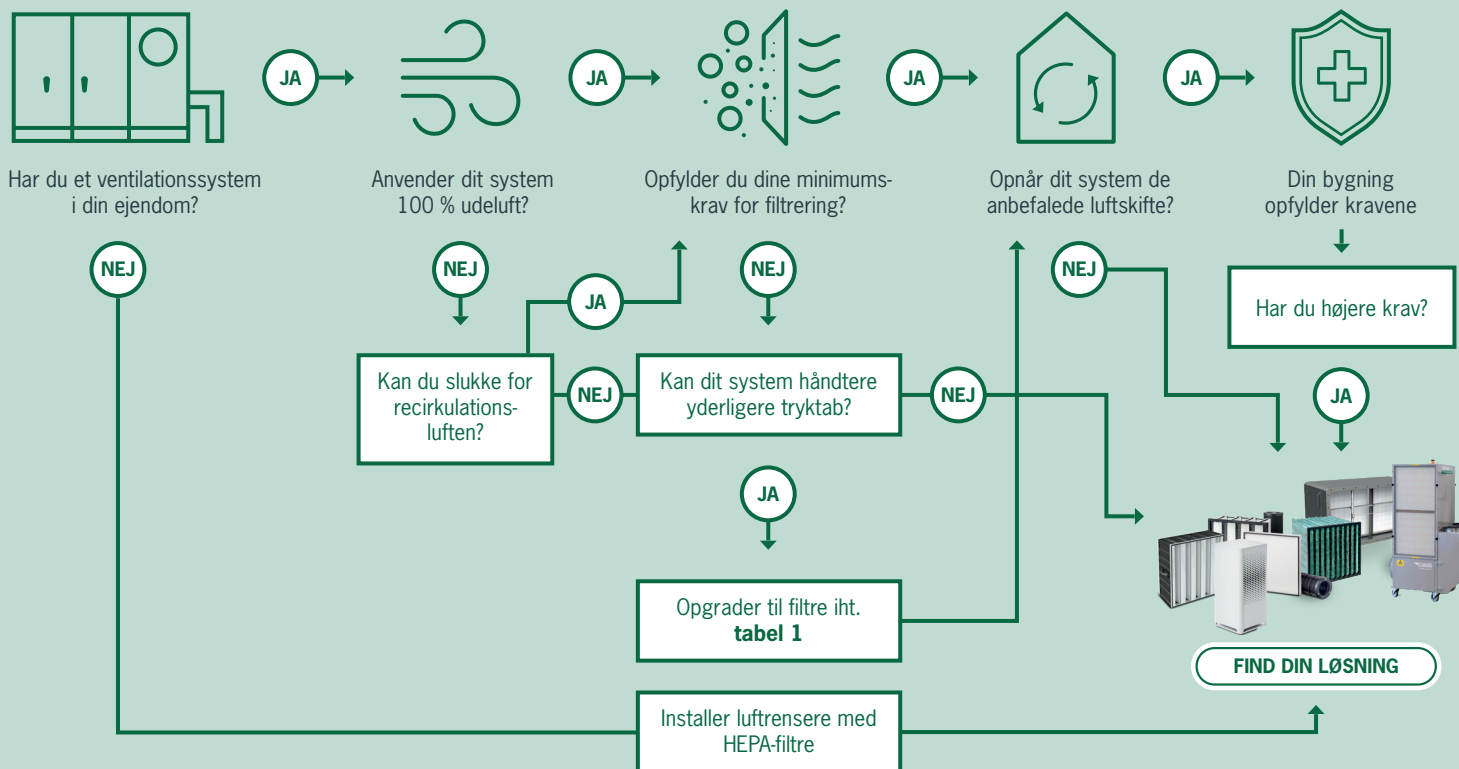 JA
JA
JA
JA
Har du et ventilationssystem
i din ejendom?
Anvender dit system
100 % udeluft?
Opfylder du dine minimums-
krav for filtrering?
Opnår dit system de
anbefalede luftskifte?
Din bygning
opfylder kravene
NEJ
NEJ
NEJ
NEJ
JA
Har du højere krav?
Kan du slukke for
recirkulations-
luften?
NEJ
Kan dit system håndtere
yderligere tryktab?
NEJ
JA
JA
Opgrader til filtre iht.
tabel 1
FIND DIN LØSNING
Installer luftrensere med
HEPA-filtre